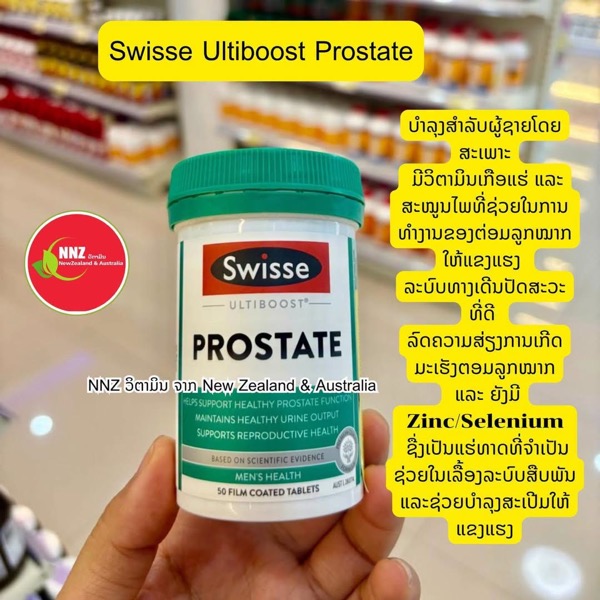 Swisse Ultiboost Prostate
ບຳລຸງສຳລັບຜູ້ຊາຍໂດຍ
ສະເພາະ
ມີວິຕາມິນເກືອແຮ່ ແລະ
ສະໝູນໄພທີ່ຊ່ວຍໃນການ
ທຳງານຂອງຕ່ອມລູກໝາກ
ໃຫ້ແຂງແຮງ
ລະບົບທາງເດີນປັດສະວະ
ທີ່ດີ
ລົດຄວາມສ່ຽງການເກີດ
ມະເຮັງຕອມລູກໝາກ
ແລະ ຍັງມີ
Zinc/Selenium
ຊຶ່ງເປັນແຮ່ທາດທີ່ຈຳເປັນ
ຊ່ວຍໃນເລື້ອງລະບົບສືບພັນ
ແລະຊ່ວຍບຳລຸງສະເປີມໃຫ້
ແຂງແຮງ
NNZ ວິຕາມິນ
NewZealand & Australia
Swisse
ULTIBOOST
PROSTATE
NNZ ວິຕາມິນ ຈາກ New Zealand & Australia
HELPS SUPPORT HEALTHY PROSTATE FUNCTION
MAINTAINS HEALTHY URINE OUTPUT
SUPPORTS REPRODUCTIVE HEALTH
BASED ON SCIENTIFIC EVIDENCE
MEN'S HEALTH
50 FILM COATED TABLETS